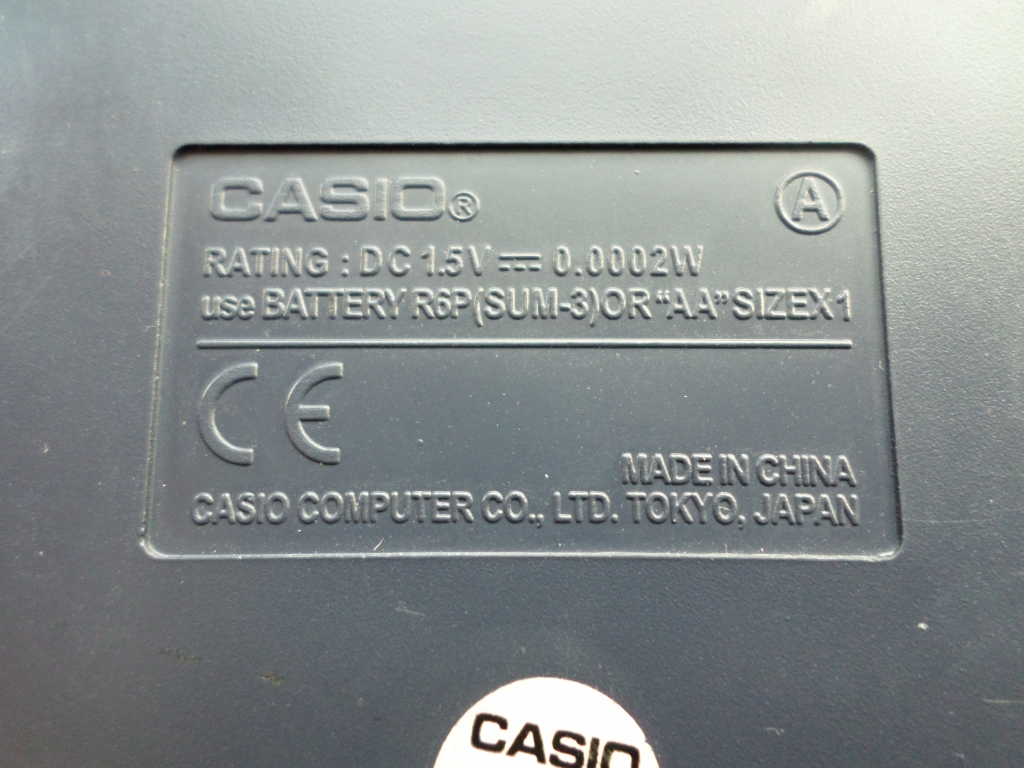 CASIO® Ⓐ
RATING : DC 1.5V ⎓ 0.0002W
use BATTERY R6P(SUM-3)OR “AA” SIZEX1
CE
MADE IN CHINA
CASIO COMPUTER CO., LTD. TOKYO, JAPAN
CASIO